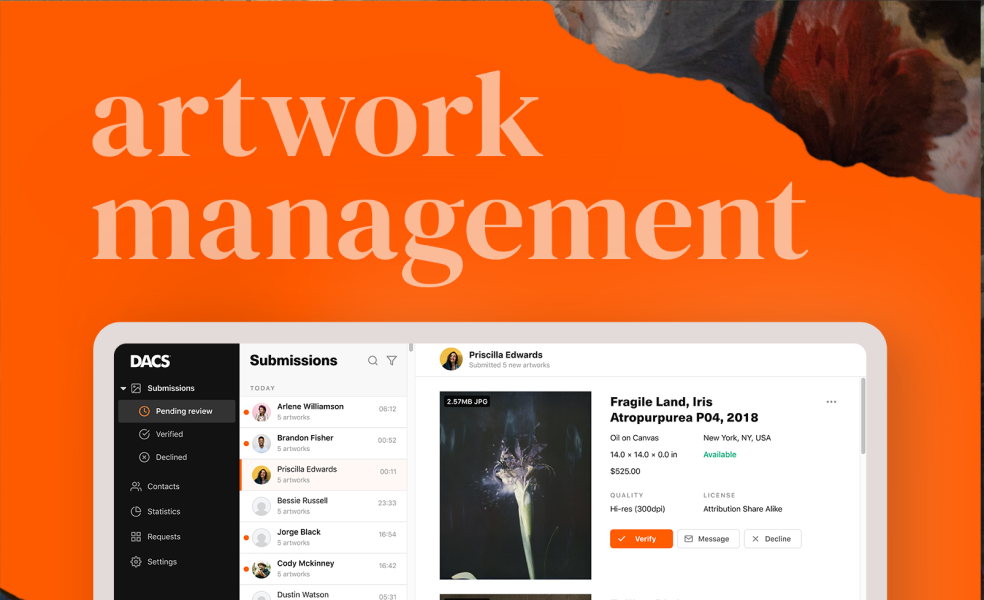 artwork
management
DACS
Submissions
Pending review
Verified
Declined
Contacts
Statistics
Requests
Settings
Submissions
TODAY
Arlene Williamson
06:12
5 artworks
Brandon Fisher
00:52
5 artworks
Priscilla Edwards
00:11
5 artworks
Bessie Russell
23:33
5 artworks
Jorge Black
16:54
5 artworks
Cody Mckinney
16:42
5 artworks
Dustin Watson
05:31
Priscilla Edwards
Submitted 5 new artworks
2.57MB JPG
Fragile Land, Iris
Atropurpurea P04, 2018
Oil on Canvas
New York, NY, USA
14.0 × 14.0 × 0.0 in
Available
$525.00
QUALITY
LICENSE
Hi-res (300dpi)
Attribution Share Alike
Verify
Message
Decline